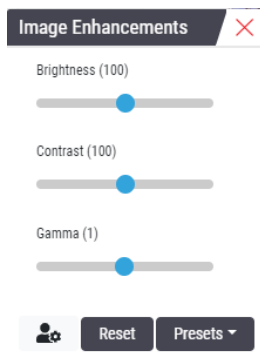 Image Enhancements
Brightness (100)
Contrast (100)
Gamma (1)
Reset Presets